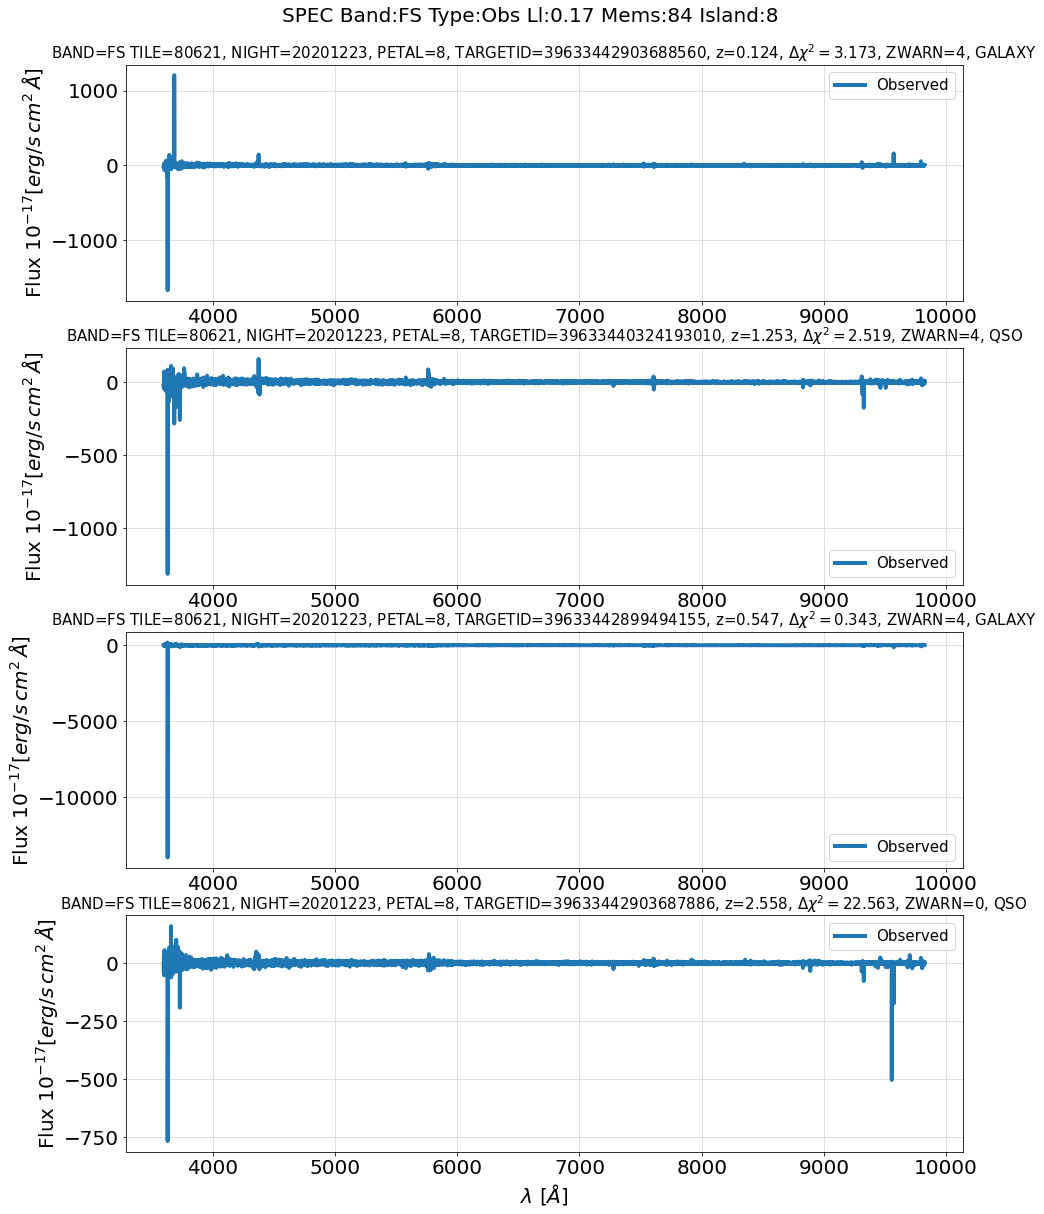 SPEC Band:FS Type:Obs Ll:0.17 Mems:84 Island:8
BAND=FS TILE=80621, NIGHT=20201223, PETAL=8, TARGETID=39633442903688560, z=0.124, Δχ² = 3.173, ZWARN=4, GALAXY
Flux 10⁻¹⁷[erg/s cm² Å]
1000
0
−1000
Observed
4000 5000 6000 7000 8000 9000 10000
BAND=FS TILE=80621, NIGHT=20201223, PETAL=8, TARGETID=39633440324193010, z=1.253, Δχ² = 2.519, ZWARN=4, QSO
Flux 10⁻¹⁷[erg/s cm² Å]
0
−500
−1000
Observed
4000 5000 6000 7000 8000 9000 10000
BAND=FS TILE=80621, NIGHT=20201223, PETAL=8, TARGETID=39633442899494155, z=0.547, Δχ² = 0.343, ZWARN=4, GALAXY
Flux 10⁻¹⁷[erg/s cm² Å]
0
−5000
−10000
Observed
4000 5000 6000 7000 8000 9000 10000
BAND=FS TILE=80621, NIGHT=20201223, PETAL=8, TARGETID=39633442903687886, z=2.558, Δχ² = 22.563, ZWARN=0, QSO
Flux 10⁻¹⁷[erg/s cm² Å]
0
−250
−500
−750
Observed
4000 5000 6000 7000 8000 9000 10000
λ [Å]